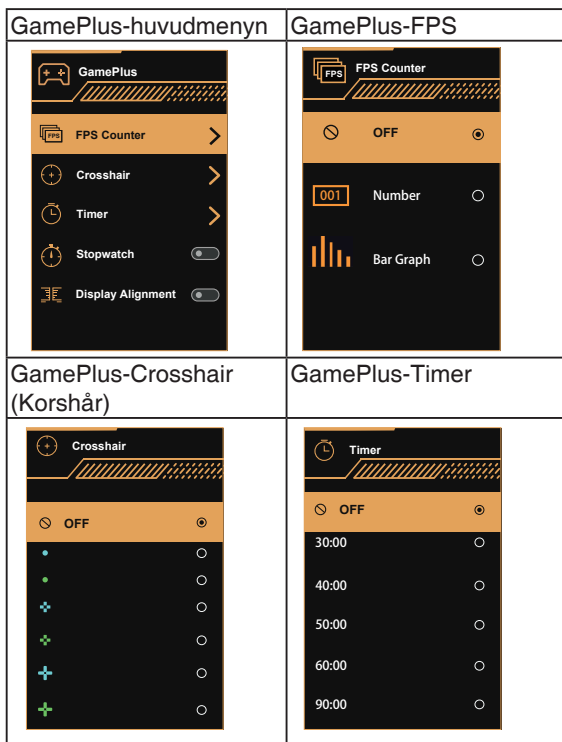 GamePlus-huvudmenyn
GamePlus
FPS
FPS Counter
Crosshair
Timer
Stopwatch
Display Alignment
GamePlus-FPS
FPS
FPS Counter
OFF
001
Number
Bar Graph
GamePlus-Crosshair
(Korshår)
Crosshair
OFF
GamePlus-Timer
Timer
OFF
30:00
40:00
50:00
60:00
90:00